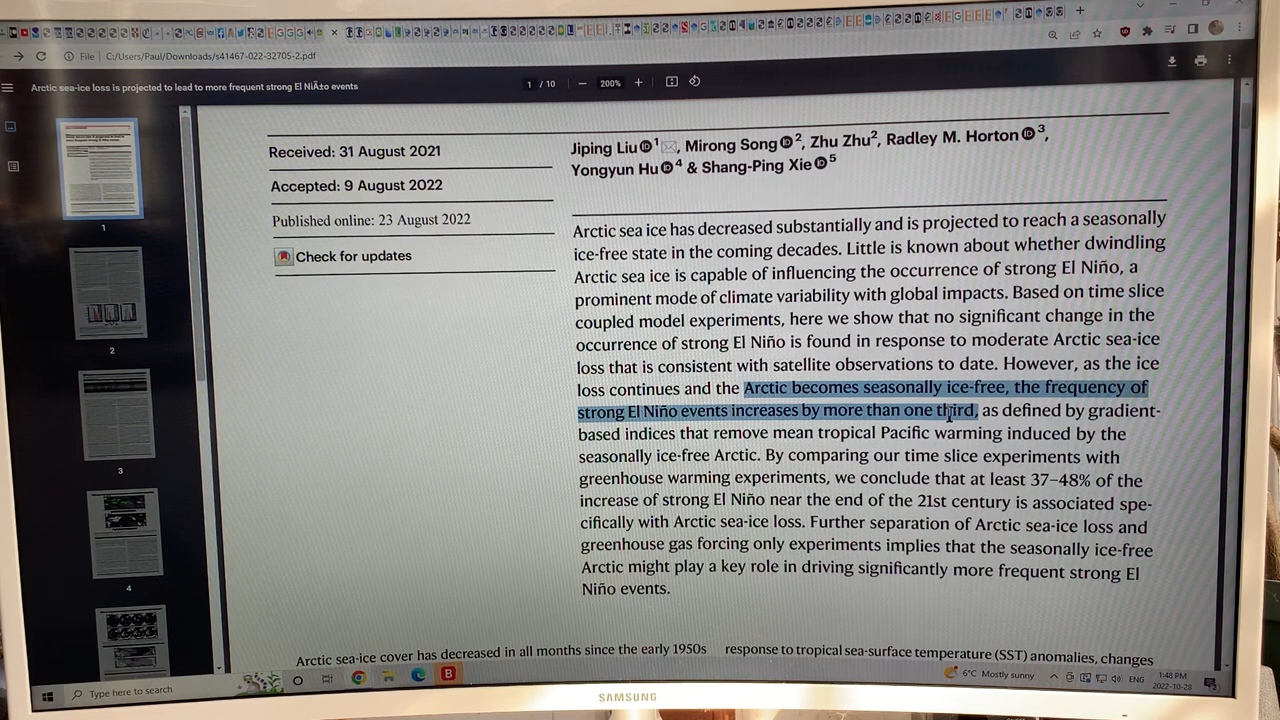 File C:/Users/Paul/Downloads/s41467-022-32705-2.pdf
Arctic sea-ice loss is projected to lead to more frequent strong El NiÃ±o events
1 / 10
200%
Received: 31 August 2021
Accepted: 9 August 2022
Published online: 23 August 2022
Check for updates
Jiping Liu 1, Mirong Song 2, Zhu Zhu2, Radley M. Horton 3,
Yongyun Hu 4 & Shang-Ping Xie 5
Arctic sea ice has decreased substantially and is projected to reach a seasonally
ice-free state in the coming decades. Little is known about whether dwindling
Arctic sea ice is capable of influencing the occurrence of strong El Niño, a
prominent mode of climate variability with global impacts. Based on time slice
coupled model experiments, here we show that no significant change in the
occurrence of strong El Niño is found in response to moderate Arctic sea-ice
loss that is consistent with satellite observations to date. However, as the ice
loss continues and the Arctic becomes seasonally ice-free, the frequency of
strong El Niño events increases by more than one third, as defined by gradient-
based indices that remove mean tropical Pacific warming induced by the
seasonally ice-free Arctic. By comparing our time slice experiments with
greenhouse warming experiments, we conclude that at least 37–48% of the
increase of strong El Niño near the end of the 21st century is associated spe-
cifically with Arctic sea-ice loss. Further separation of Arctic sea-ice loss and
greenhouse gas forcing only experiments implies that the seasonally ice-free
Arctic might play a key role in driving significantly more frequent strong El
Niño events.
Arctic sea-ice cover has decreased in all months since the early 1950s
response to tropical sea-surface temperature (SST) anomalies, changes
1
2
3
4
Type here to search
6°C Mostly sunny
ENG
1:48 PM
2022-10-28
SAMSUNG